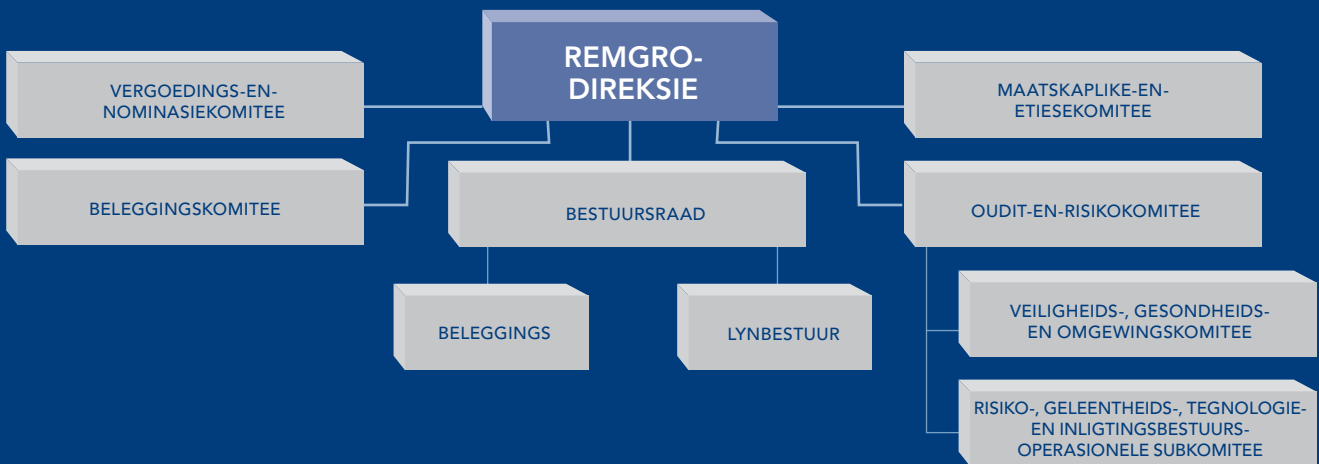 REMGRO-
DIREKSIE
VERGOEDINGS-EN-
NOMINASIEKOMITEE
MAATSKAPLIKE-EN-
ETIESEKOMITEE
BELEGGINGSKOMITEE
BESTUURSRAAD
OUDIT-EN-RISIKOKOMITEE
BELEGGINGS
LYNBESTUUR
VEILIGHEIDS-, GESONDHEIDS-
EN OMGEWINGSKOMITEE
RISIKO-, GELEENTHEIDS-, TEGNOLOGIE-
EN INLIGTINGSBESTUURS-
OPERASIONELE SUBKOMITEE